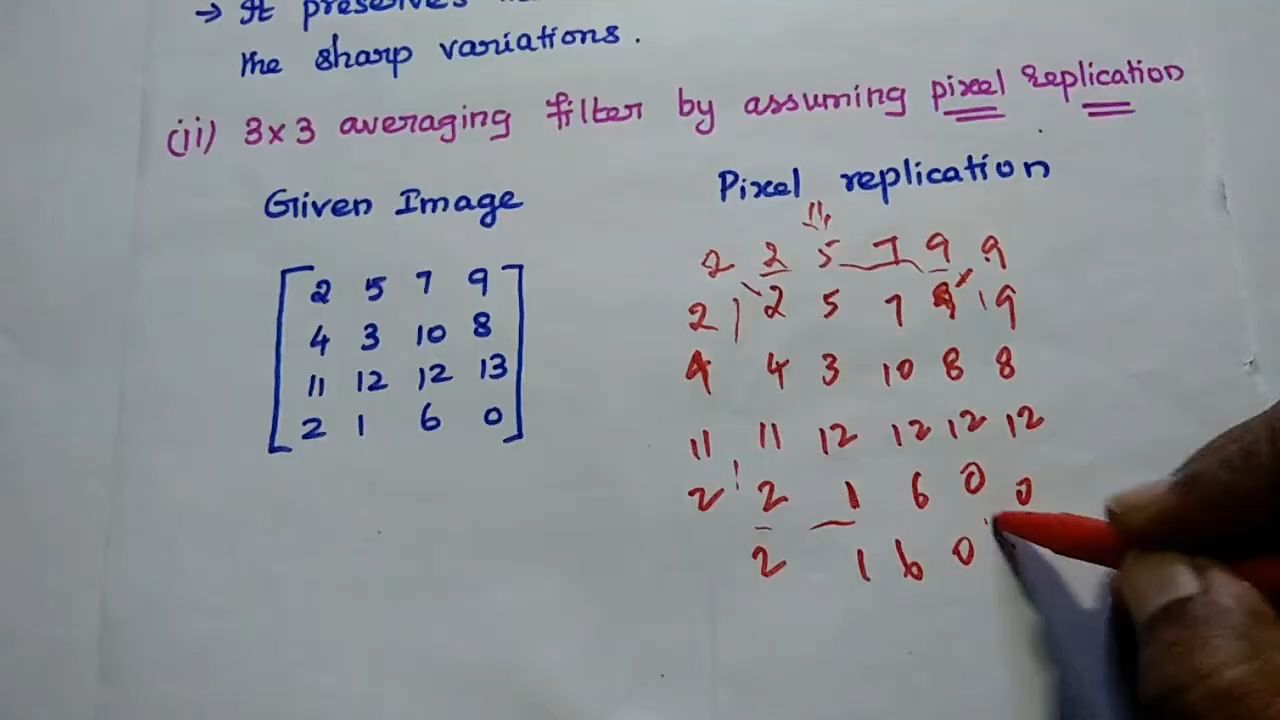 → It preserves
the sharp variations.
(ii) 3×3 averaging filter by assuming pixel replication
Given Image
Pixel replication
2 5 7 9
4 3 10 8
11 12 12 13
2 1 6 0
2 2 5 7 9 9
2 2 5 7 9 9
4 4 3 10 8 8
11 11 12 12 12 12
2 2 1 6 0 0
2 1 6 0